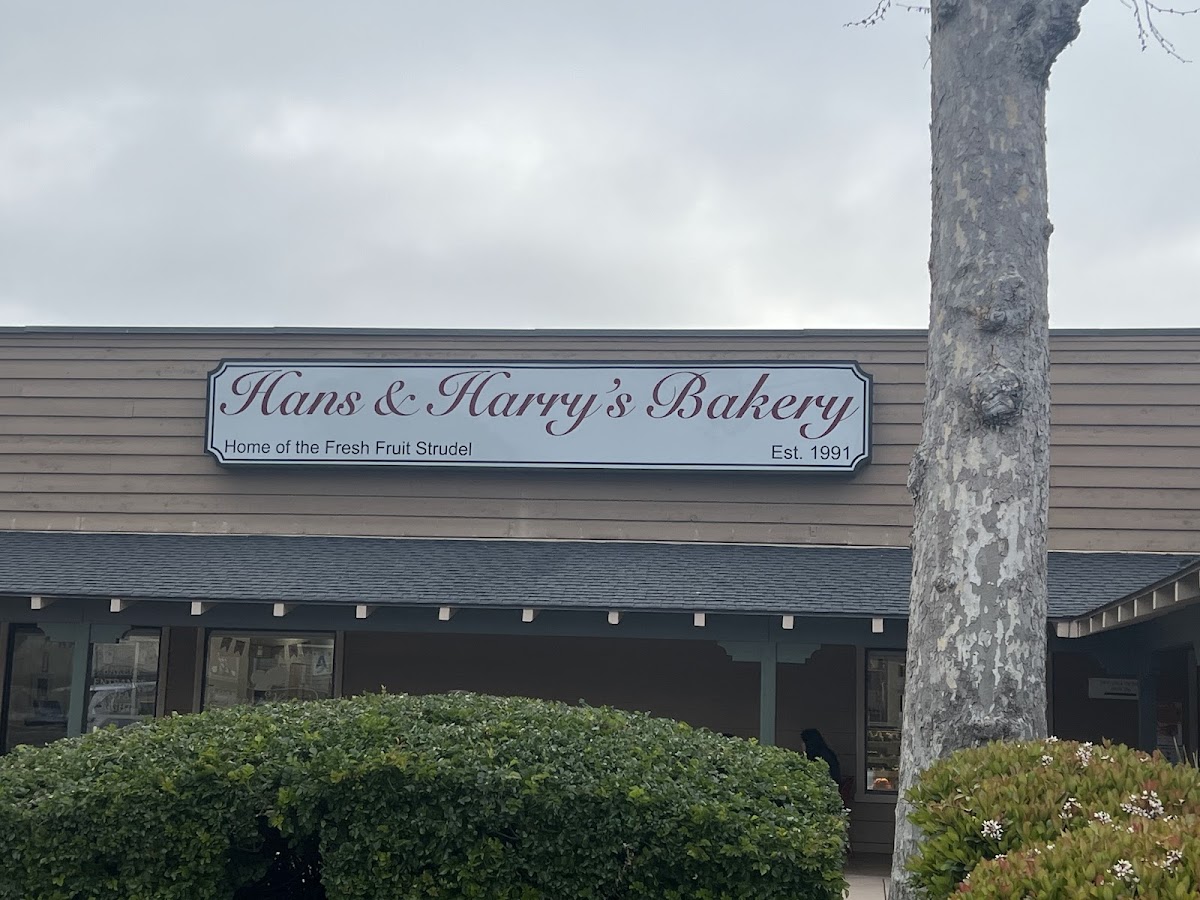 Hans & Harry's Bakery
Home of the Fresh Fruit Strudel
Est. 1991